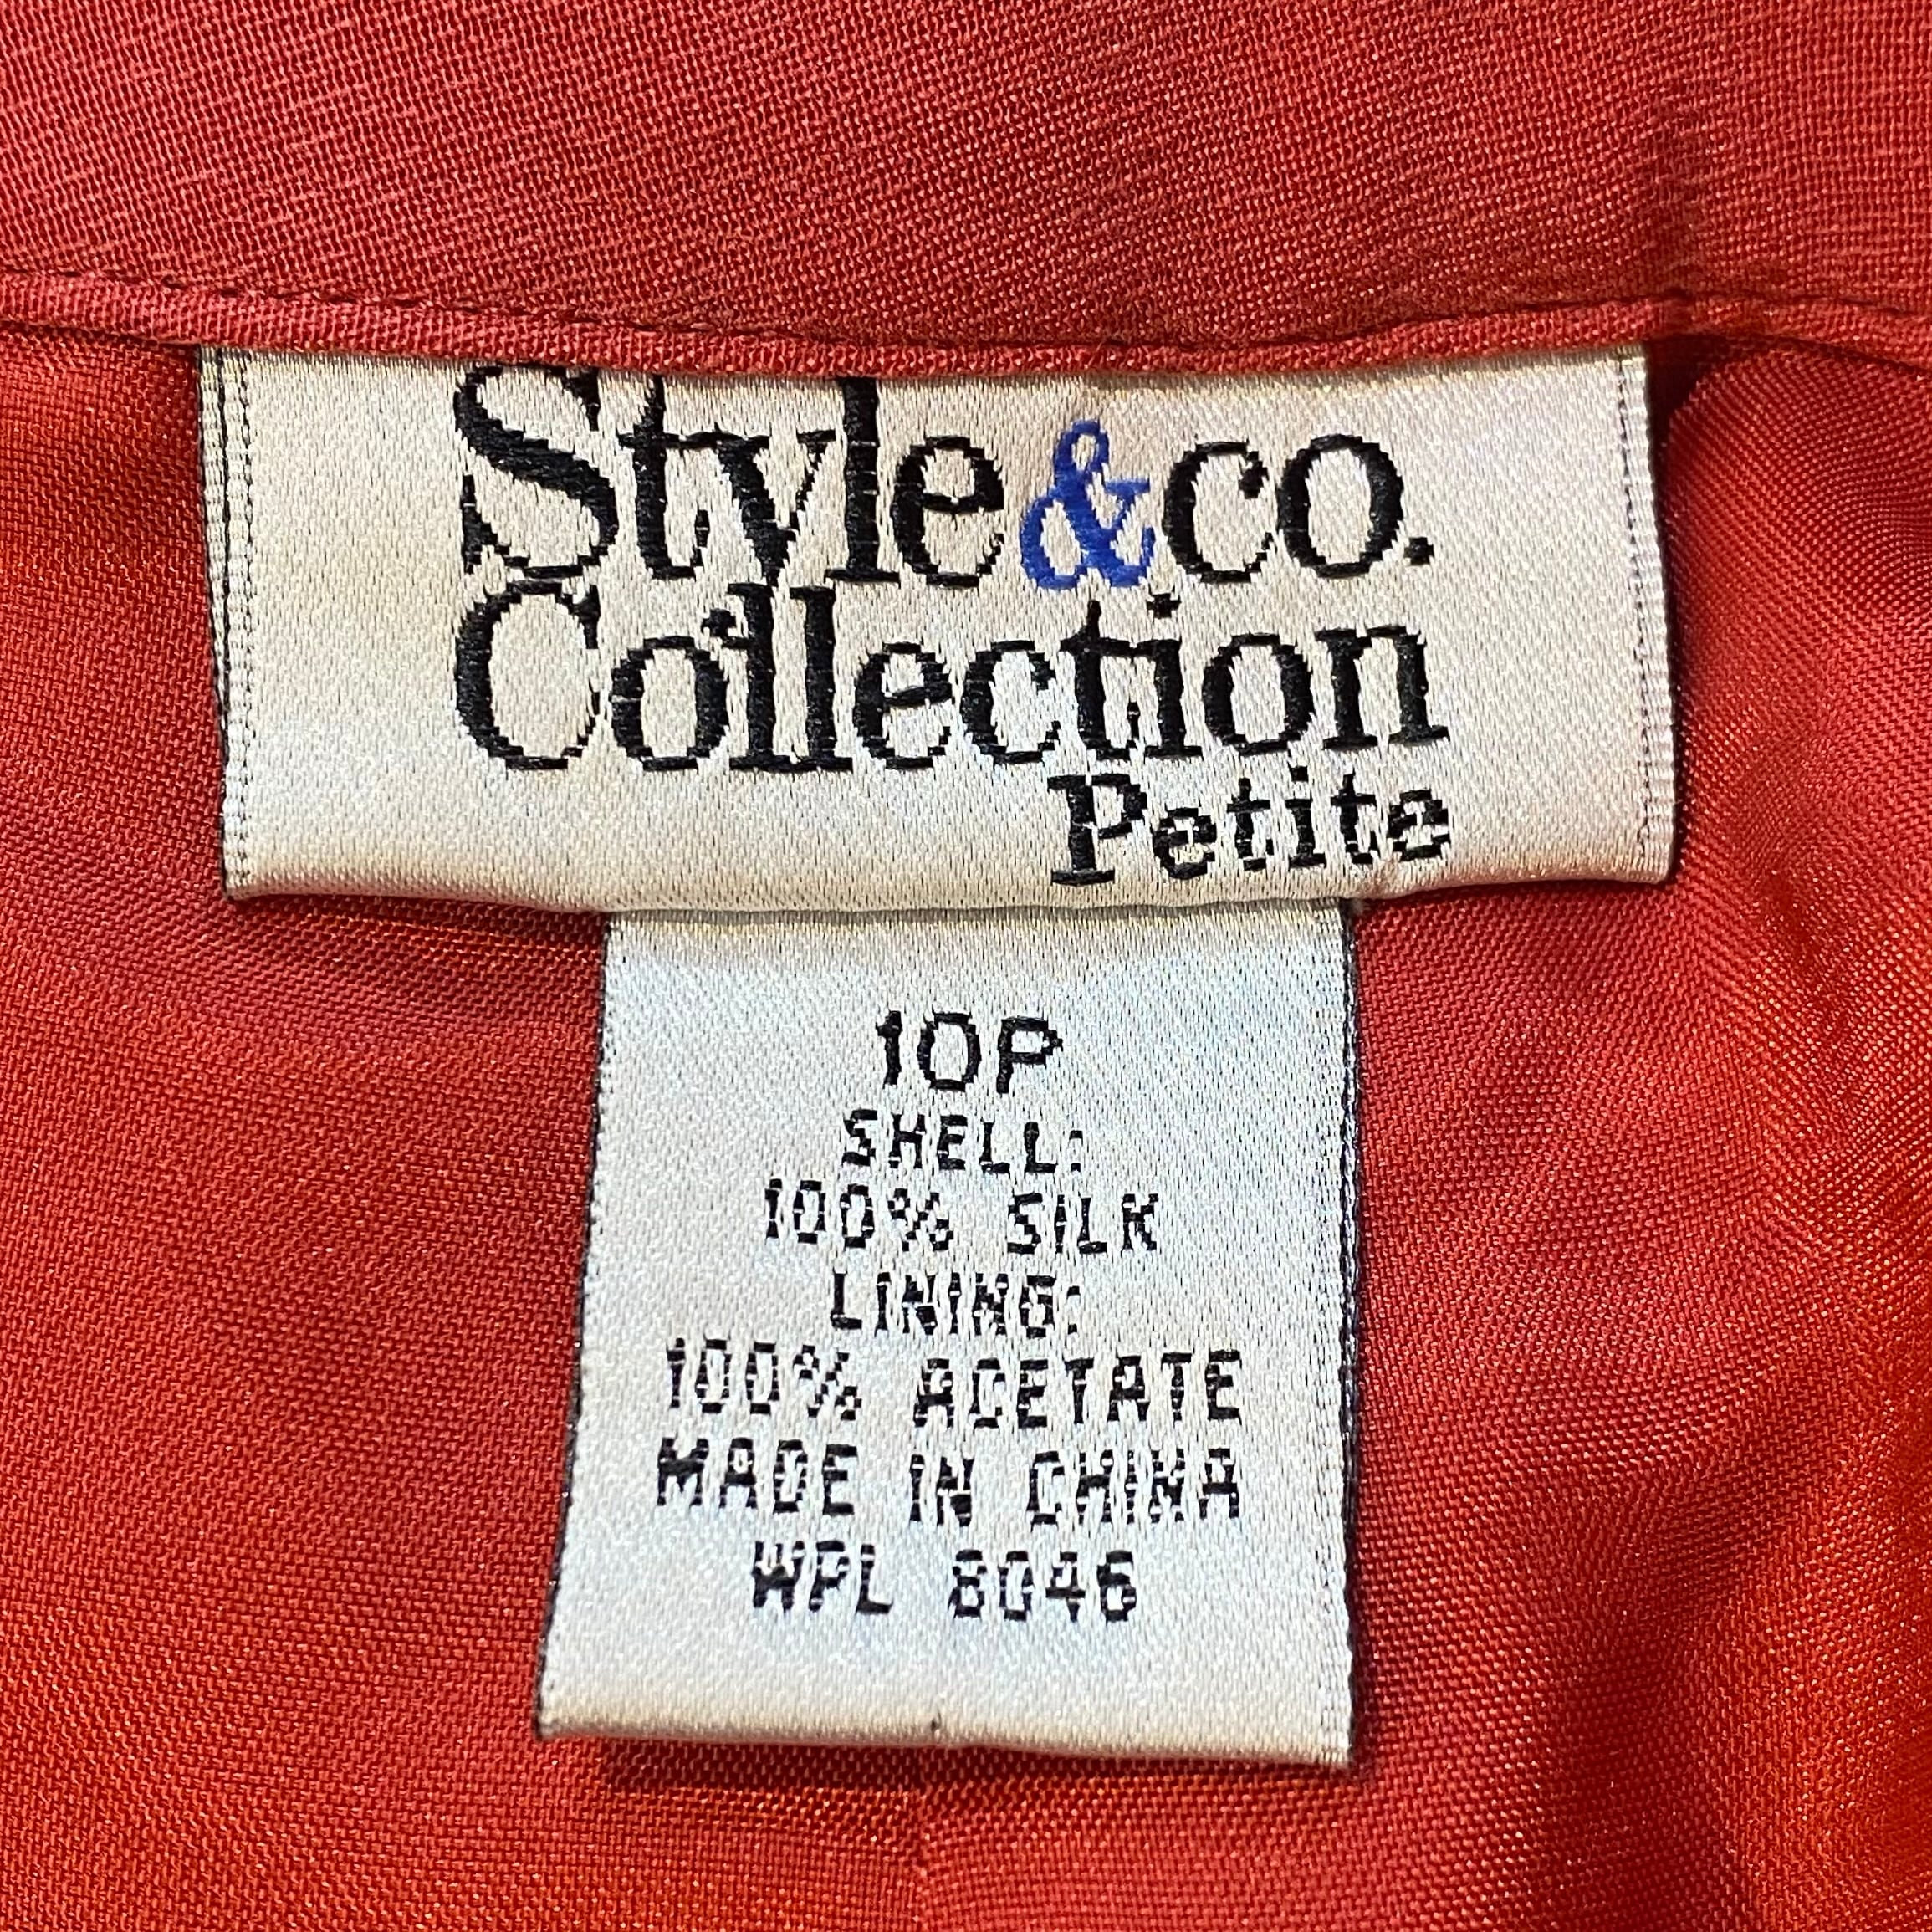 Style&co.
Collection
Petite
10P
SHELL:
100% SILK
LINING:
100% ACETATE
MADE IN CHINA
WPL 8046